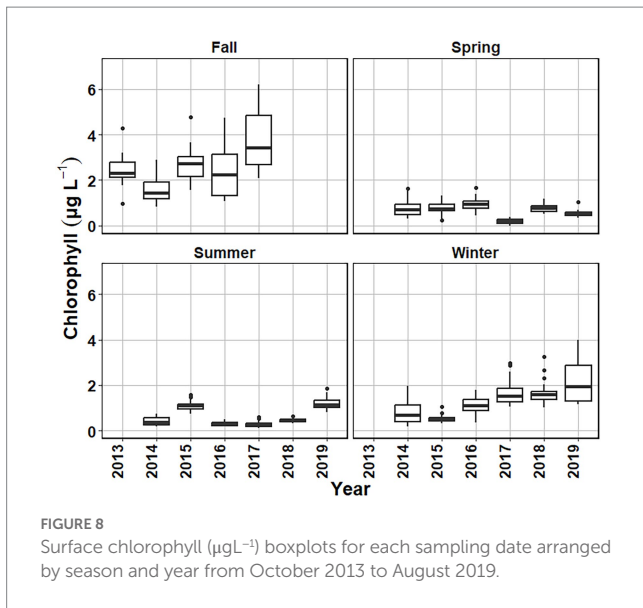 Fall
Spring
6
4
2
0
Summer
Winter
6
4
2
0
Chlorophyll (µg L⁻¹)
2013
2014
2015
2016
2017
2018
2019
2013
2014
2015
2016
2017
2018
2019
Year
FIGURE 8
Surface chlorophyll (µgL⁻¹) boxplots for each sampling date arranged
by season and year from October 2013 to August 2019.